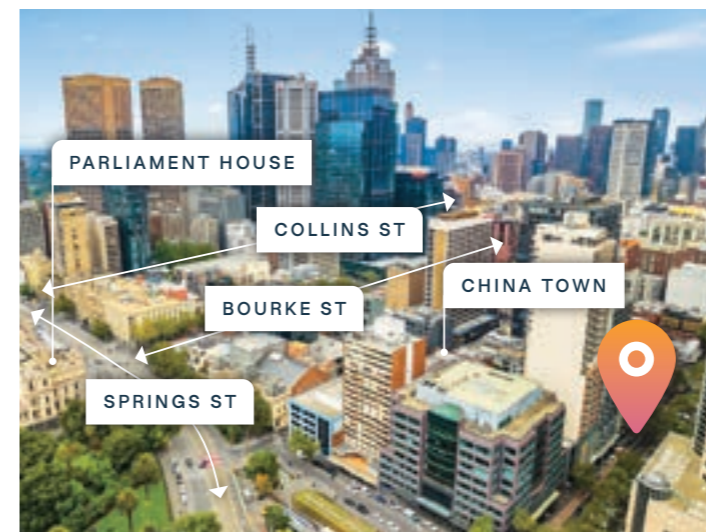 PARLIAMENT HOUSE
COLLINS ST
CHINA TOWN
BOURKE ST
SPRINGS ST